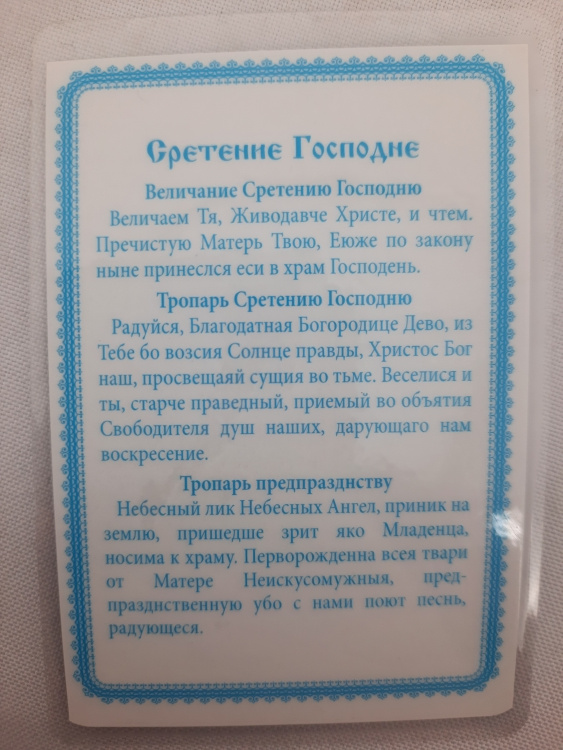 Сретение Господне
Величание Сретению Господню
Величаем Тя, Живодавче Христе, и чтем.
Пречистую Матерь Твою, Еюже по закону
ныне принеслся еси в храм Господень.
Тропарь Сретению Господню
Радуйся, Благодатная Богородице Дево, из
Тебе бо возсия Солнце правды, Христос Бог
наш, просвещаяй сущия во тьме. Веселися и
ты, старче праведный, приемый во объятия
Свободителя душ наших, дарующаго нам
воскресение.
Тропарь предпразднству
Небесный лик Небесных Ангел, приник на
землю, пришедше зрит яко Младенца,
носима к храму. Перворожденна всея твари
от Матере Неискусомужныя, пред-
праздиственную убо с нами поют песнь,
радующеся.